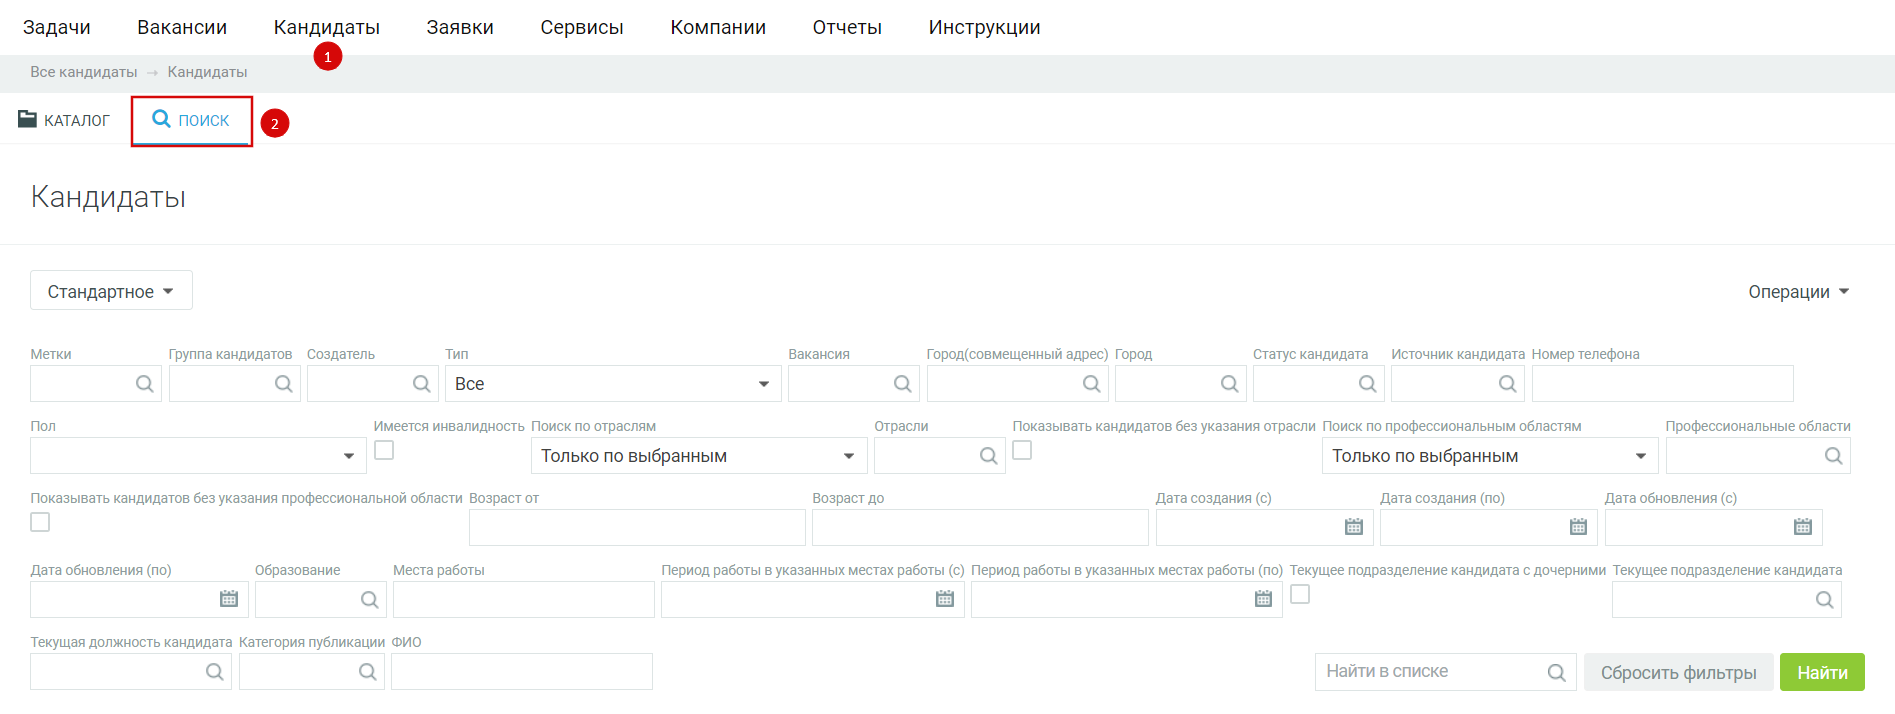 Задачи Вакансии Кандидаты Заявки Сервисы Компании Отчеты Инструкции
1
Все кандидаты → Кандидаты
КАТАЛОГ ПОИСК 2
Кандидаты
Стандартное Операции
Метки Группа кандидатов Создатель Тип Вакансия Город(совмещенный адрес) Город Статус кандидата Источник кандидата Номер телефона
Все
Пол Имеется инвалидность Поиск по отраслям Отрасли Показывать кандидатов без указания отрасли Поиск по профессиональным областям Профессиональные области
Только по выбранным Только по выбранным
Показывать кандидатов без указания профессиональной области Возраст от Возраст до Дата создания (с) Дата создания (по) Дата обновления (с)
Дата обновления (по) Образование Места работы Период работы в указанных местах работы (с) Период работы в указанных местах работы (по) Текущее подразделение кандидата с дочерними Текущее подразделение кандидата
Текущая должность кандидата Категория публикации ФИО
Найти в списке Сбросить фильтры Найти